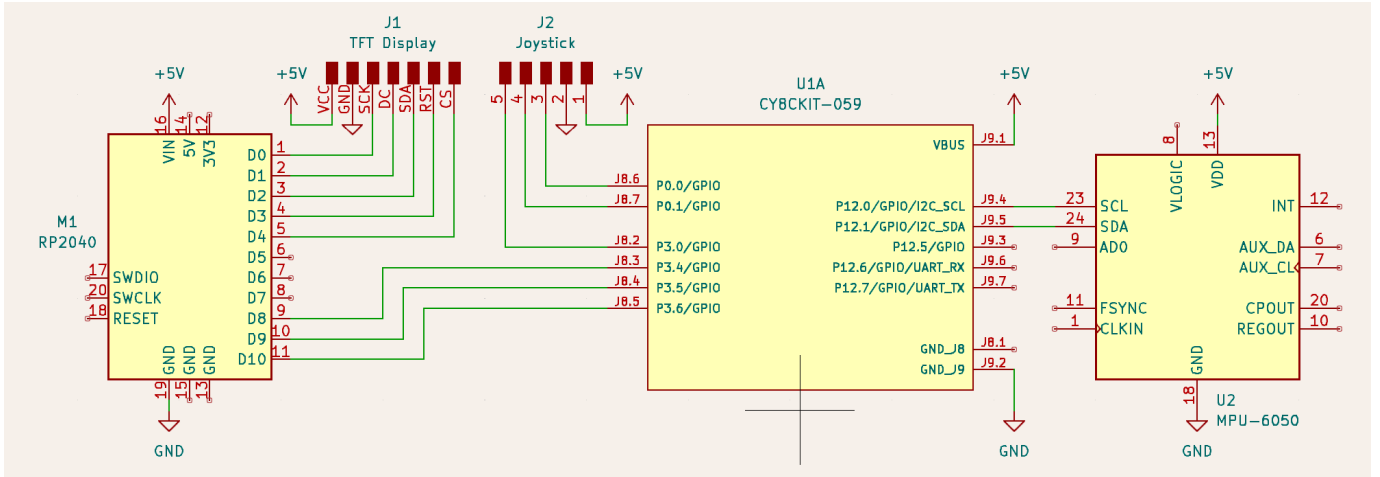 J1
TFT Display
J2
Joystick
+5V
+5V
+5V
+5V
+5V
U1A
CY8CKIT-059
VCC
GND
SCK
DC
SDA
RST
CS
5
4
3
2
1
16
14
12
VIN
5V
3V3
M1
RP2040
D0 1
D1 2
D2 3
D3 4
D4 5
D5 6
D6 7
D7 8
D8 9
D9 10
D10 11
17 SWDIO
20 SWCLK
18 RESET
GND
GND
GND
19
15
13
GND
J8.6 P0.0/GPIO
J8.7 P0.1/GPIO
J8.2 P3.0/GPIO
J8.3 P3.4/GPIO
J8.4 P3.5/GPIO
J8.5 P3.6/GPIO
VBUS J9.1
P12.0/GPIO/I2C_SCL J9.4
P12.1/GPIO/I2C_SDA J9.5
P12.5/GPIO J9.3
P12.6/GPIO/UART_RX J9.6
P12.7/GPIO/UART_TX J9.7
GND_J8 J8.1
GND_J9 J9.2
GND
8
13
VLOGIC
VDD
23 SCL
24 SDA
9 AD0
11 FSYNC
1 CLKIN
INT 12
AUX_DA 6
AUX_CL 7
CPOUT 20
REGOUT 10
GND
18
U2
MPU-6050
GND